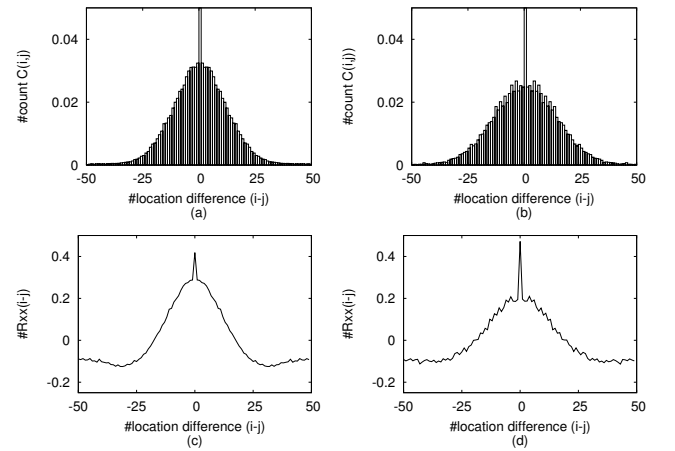 0.04
0.02
0
#count C(i,j)
-50 -25 0 25 50
#location difference (i-j)
(a)
0.04
0.02
0
#count C(i,j))
-50 -25 0 25 50
#location difference (i-j)
(b)
0.4
0.2
0
-0.2
#Rxx(i-j)
-50 -25 0 25 50
#location difference (i-j)
(c)
0.4
0.2
0
-0.2
#Rxx(i-j)
-50 -25 0 25 50
#location difference (i-j)
(d)